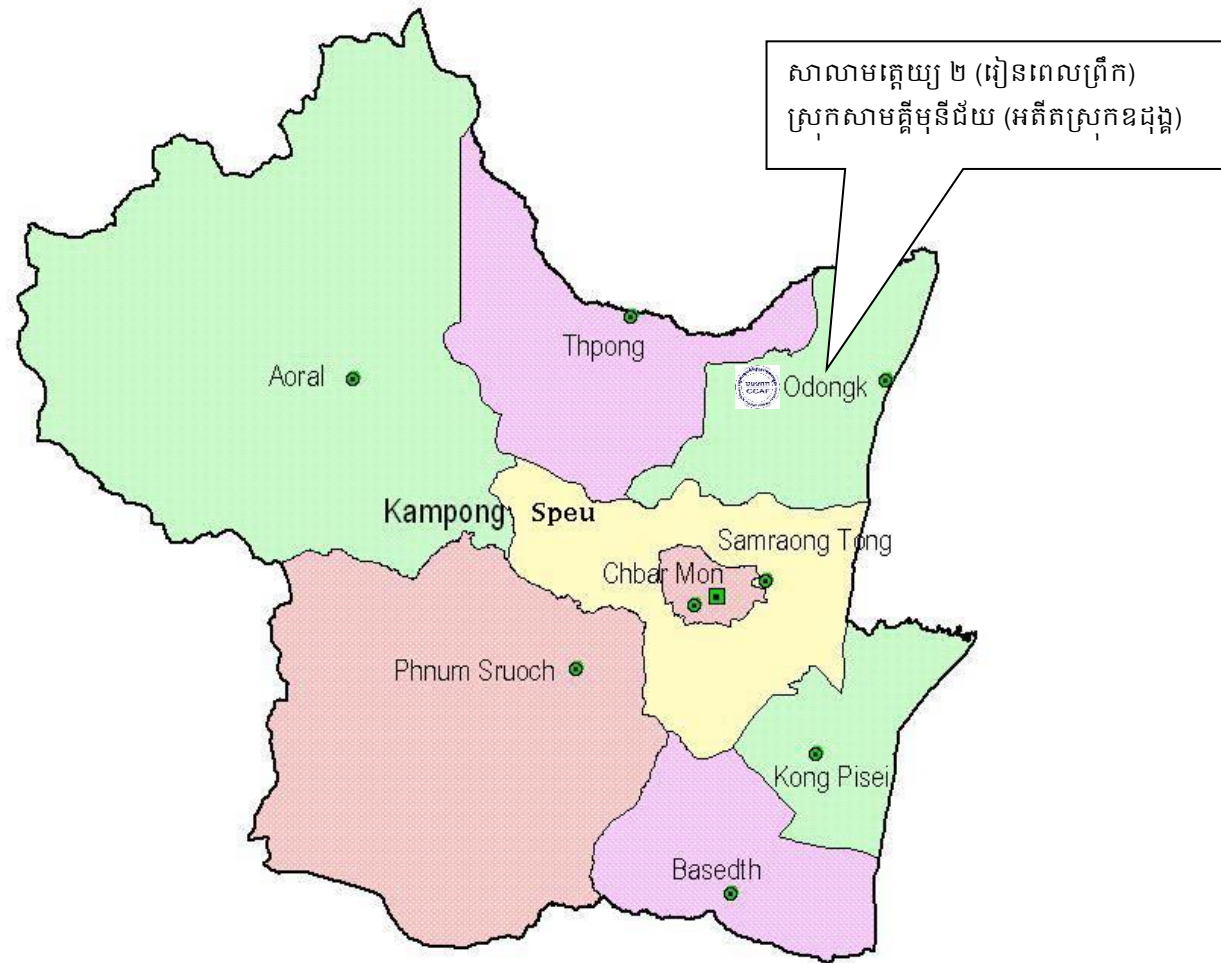 សាលាមត្តេយ្យ ២ (រៀនពេលព្រឹក)
ស្រុកសាមគ្គីមុនីជ័យ (អតីតស្រុកឧដុង្គ)
Thpong
Aoral
Odongk
CCAF
Kampong Speu
Samraong Tong
Chbar Mon
Phnum Sruoch
Kong Pisei
Basedth